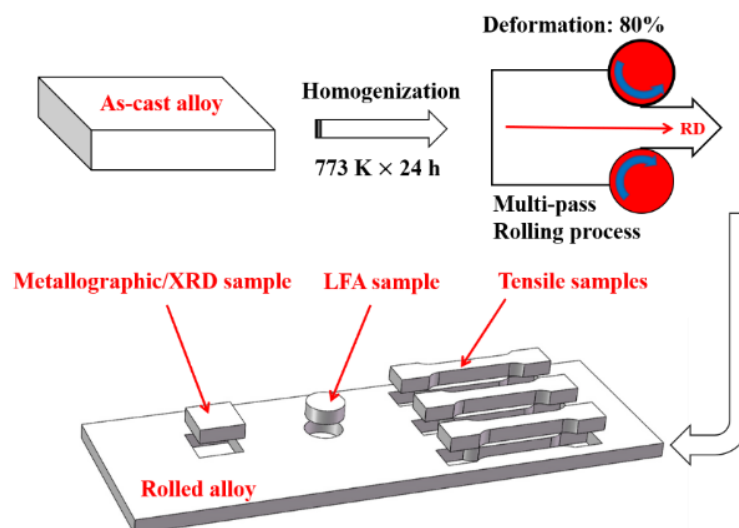 Deformation: 80%
As-cast alloy
Homogenization
773 K × 24 h
RD
Multi-pass
Rolling process
Metallographic/XRD sample
LFA sample
Tensile samples
Rolled alloy